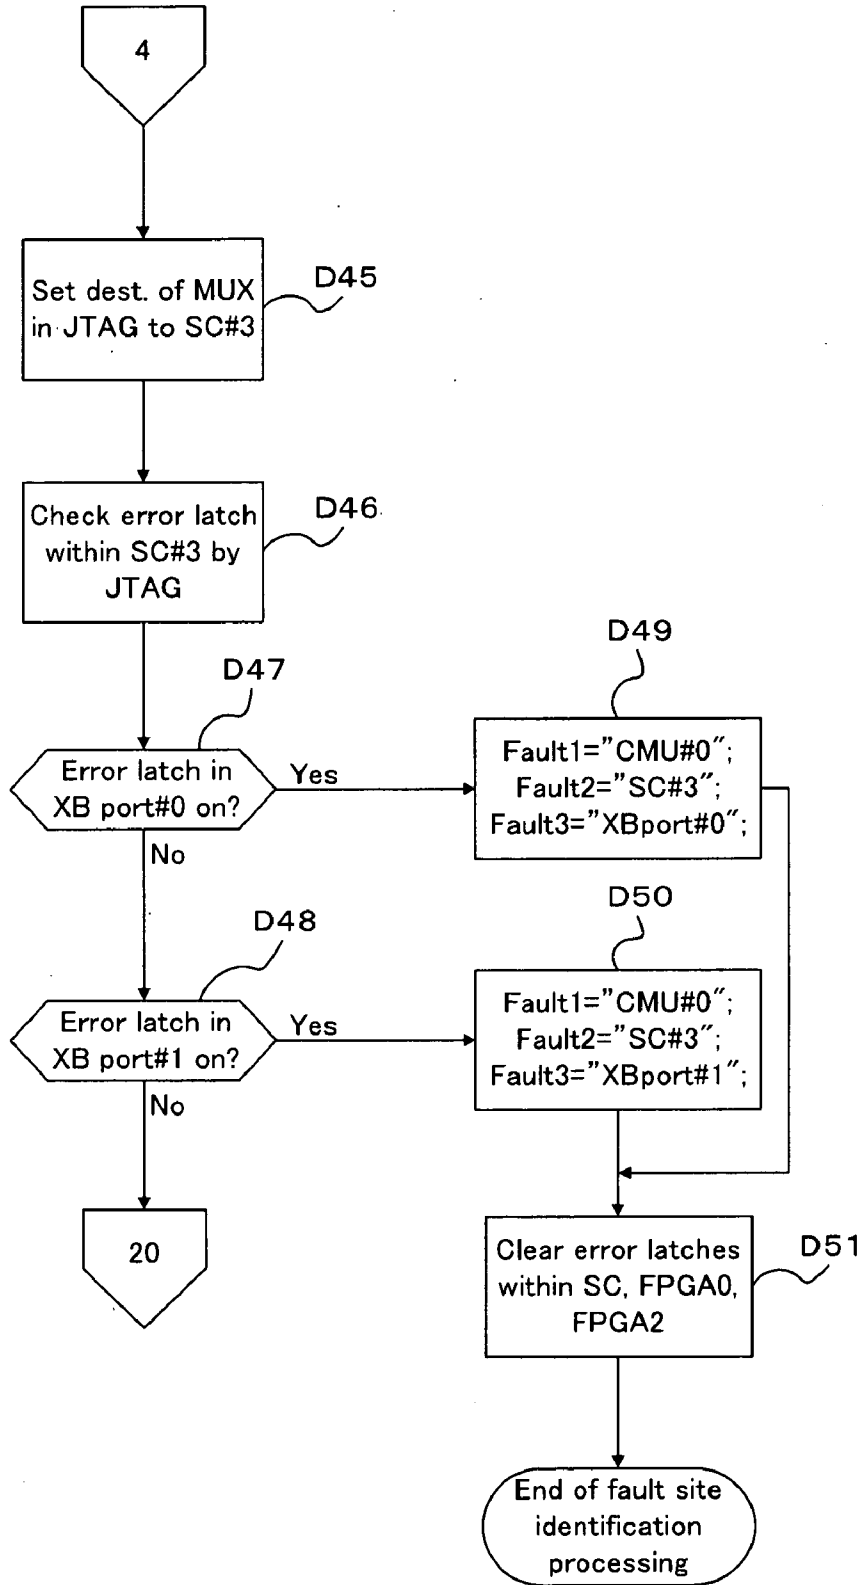 4
Set dest. of MUX
in JTAG to SC#3
D45
Check error latch
within SC#3 by
JTAG
D46
D47
Error latch in
XB port#0 on?
Yes
No
D49
Fault1="CMU#0";
Fault2="SC#3";
Fault3="XBport#0";
D48
Error latch in
XB port#1 on?
Yes
No
D50
Fault1="CMU#0";
Fault2="SC#3";
Fault3="XBport#1";
20
Clear error latches
within SC, FPGA0,
FPGA2
D51
End of fault site
identification
processing